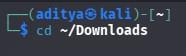 ┌──(aditya㉿kali)-[~]
└─$ cd ~/Downloads